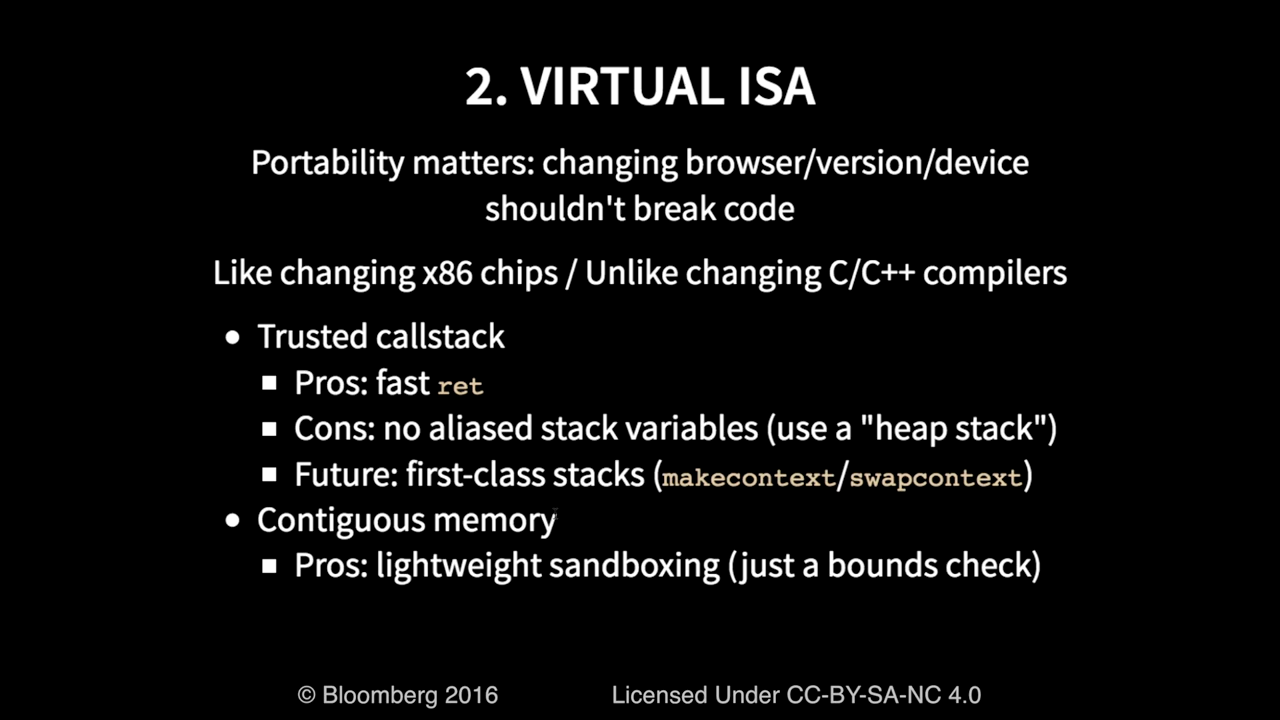 2. VIRTUAL ISA
Portability matters: changing browser/version/device
shouldn't break code
Like changing x86 chips / Unlike changing C/C++ compilers
• Trusted callstack
▪ Pros: fast ret
▪ Cons: no aliased stack variables (use a "heap stack")
▪ Future: first-class stacks (makecontext/swapcontext)
• Contiguous memory
▪ Pros: lightweight sandboxing (just a bounds check)
© Bloomberg 2016 Licensed Under CC-BY-SA-NC 4.0